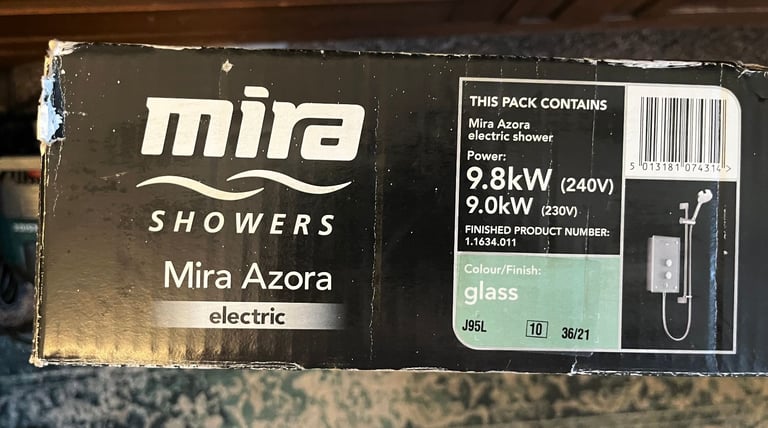 mira
SHOWERS
Mira Azora
electric
THIS PACK CONTAINS
Mira Azora
electric shower
Power:
9.8kW (240V)
9.0kW (230V)
FINISHED PRODUCT NUMBER:
1.1634.011
Colour/Finish:
glass
J95L 10 36/21
5 013181 074314 >